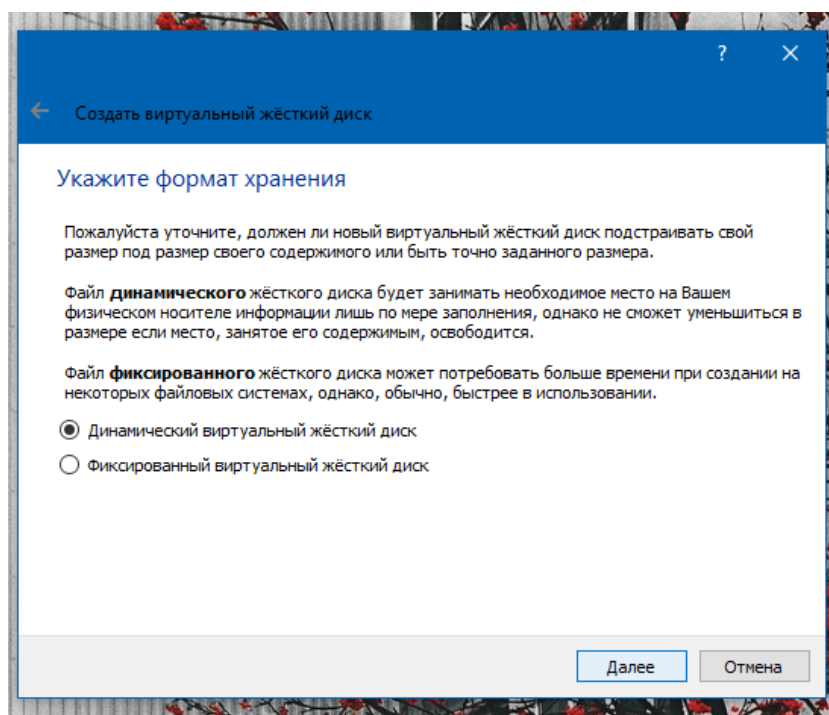 ?
Создать виртуальный жёсткий диск
Укажите формат хранения
Пожалуйста уточните, должен ли новый виртуальный жёсткий диск подстраивать свой
размер под размер своего содержимого или быть точно заданного размера.
Файл динамического жёсткого диска будет занимать необходимое место на Вашем
физическом носителе информации лишь по мере заполнения, однако не сможет уменьшиться в
размере если место, занятое его содержимым, освободится.
Файл фиксированного жёсткого диска может потребовать больше времени при создании на
некоторых файловых системах, однако, обычно, быстрее в использовании.
Динамический виртуальный жёсткий диск
Фиксированный виртуальный жёсткий диск
Далее Отмена